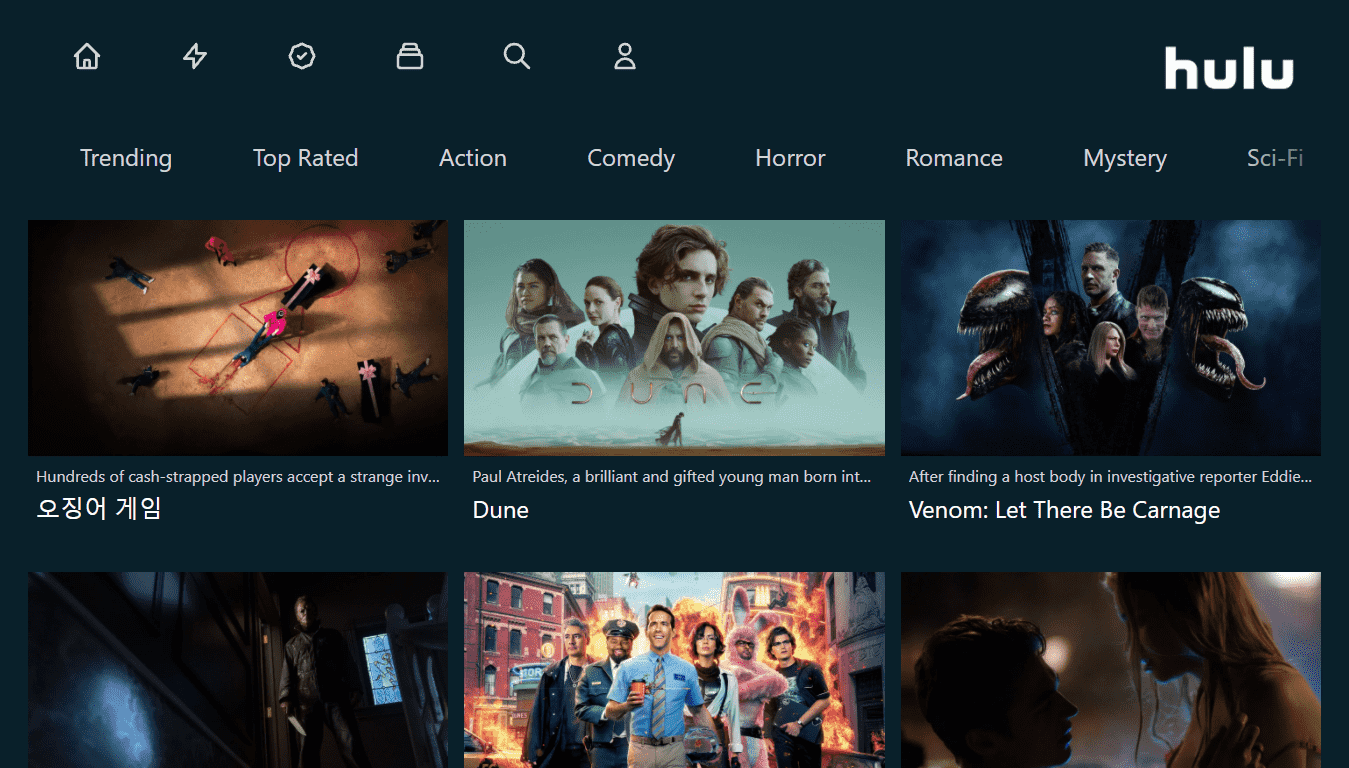 hulu
Trending
Top Rated
Action
Comedy
Horror
Romance
Mystery
Sci-Fi
DUNE
Hundreds of cash-strapped players accept a strange inv...
오징어 게임
Paul Atreides, a brilliant and gifted young man born int...
Dune
After finding a host body in investigative reporter Eddie...
Venom: Let There Be Carnage